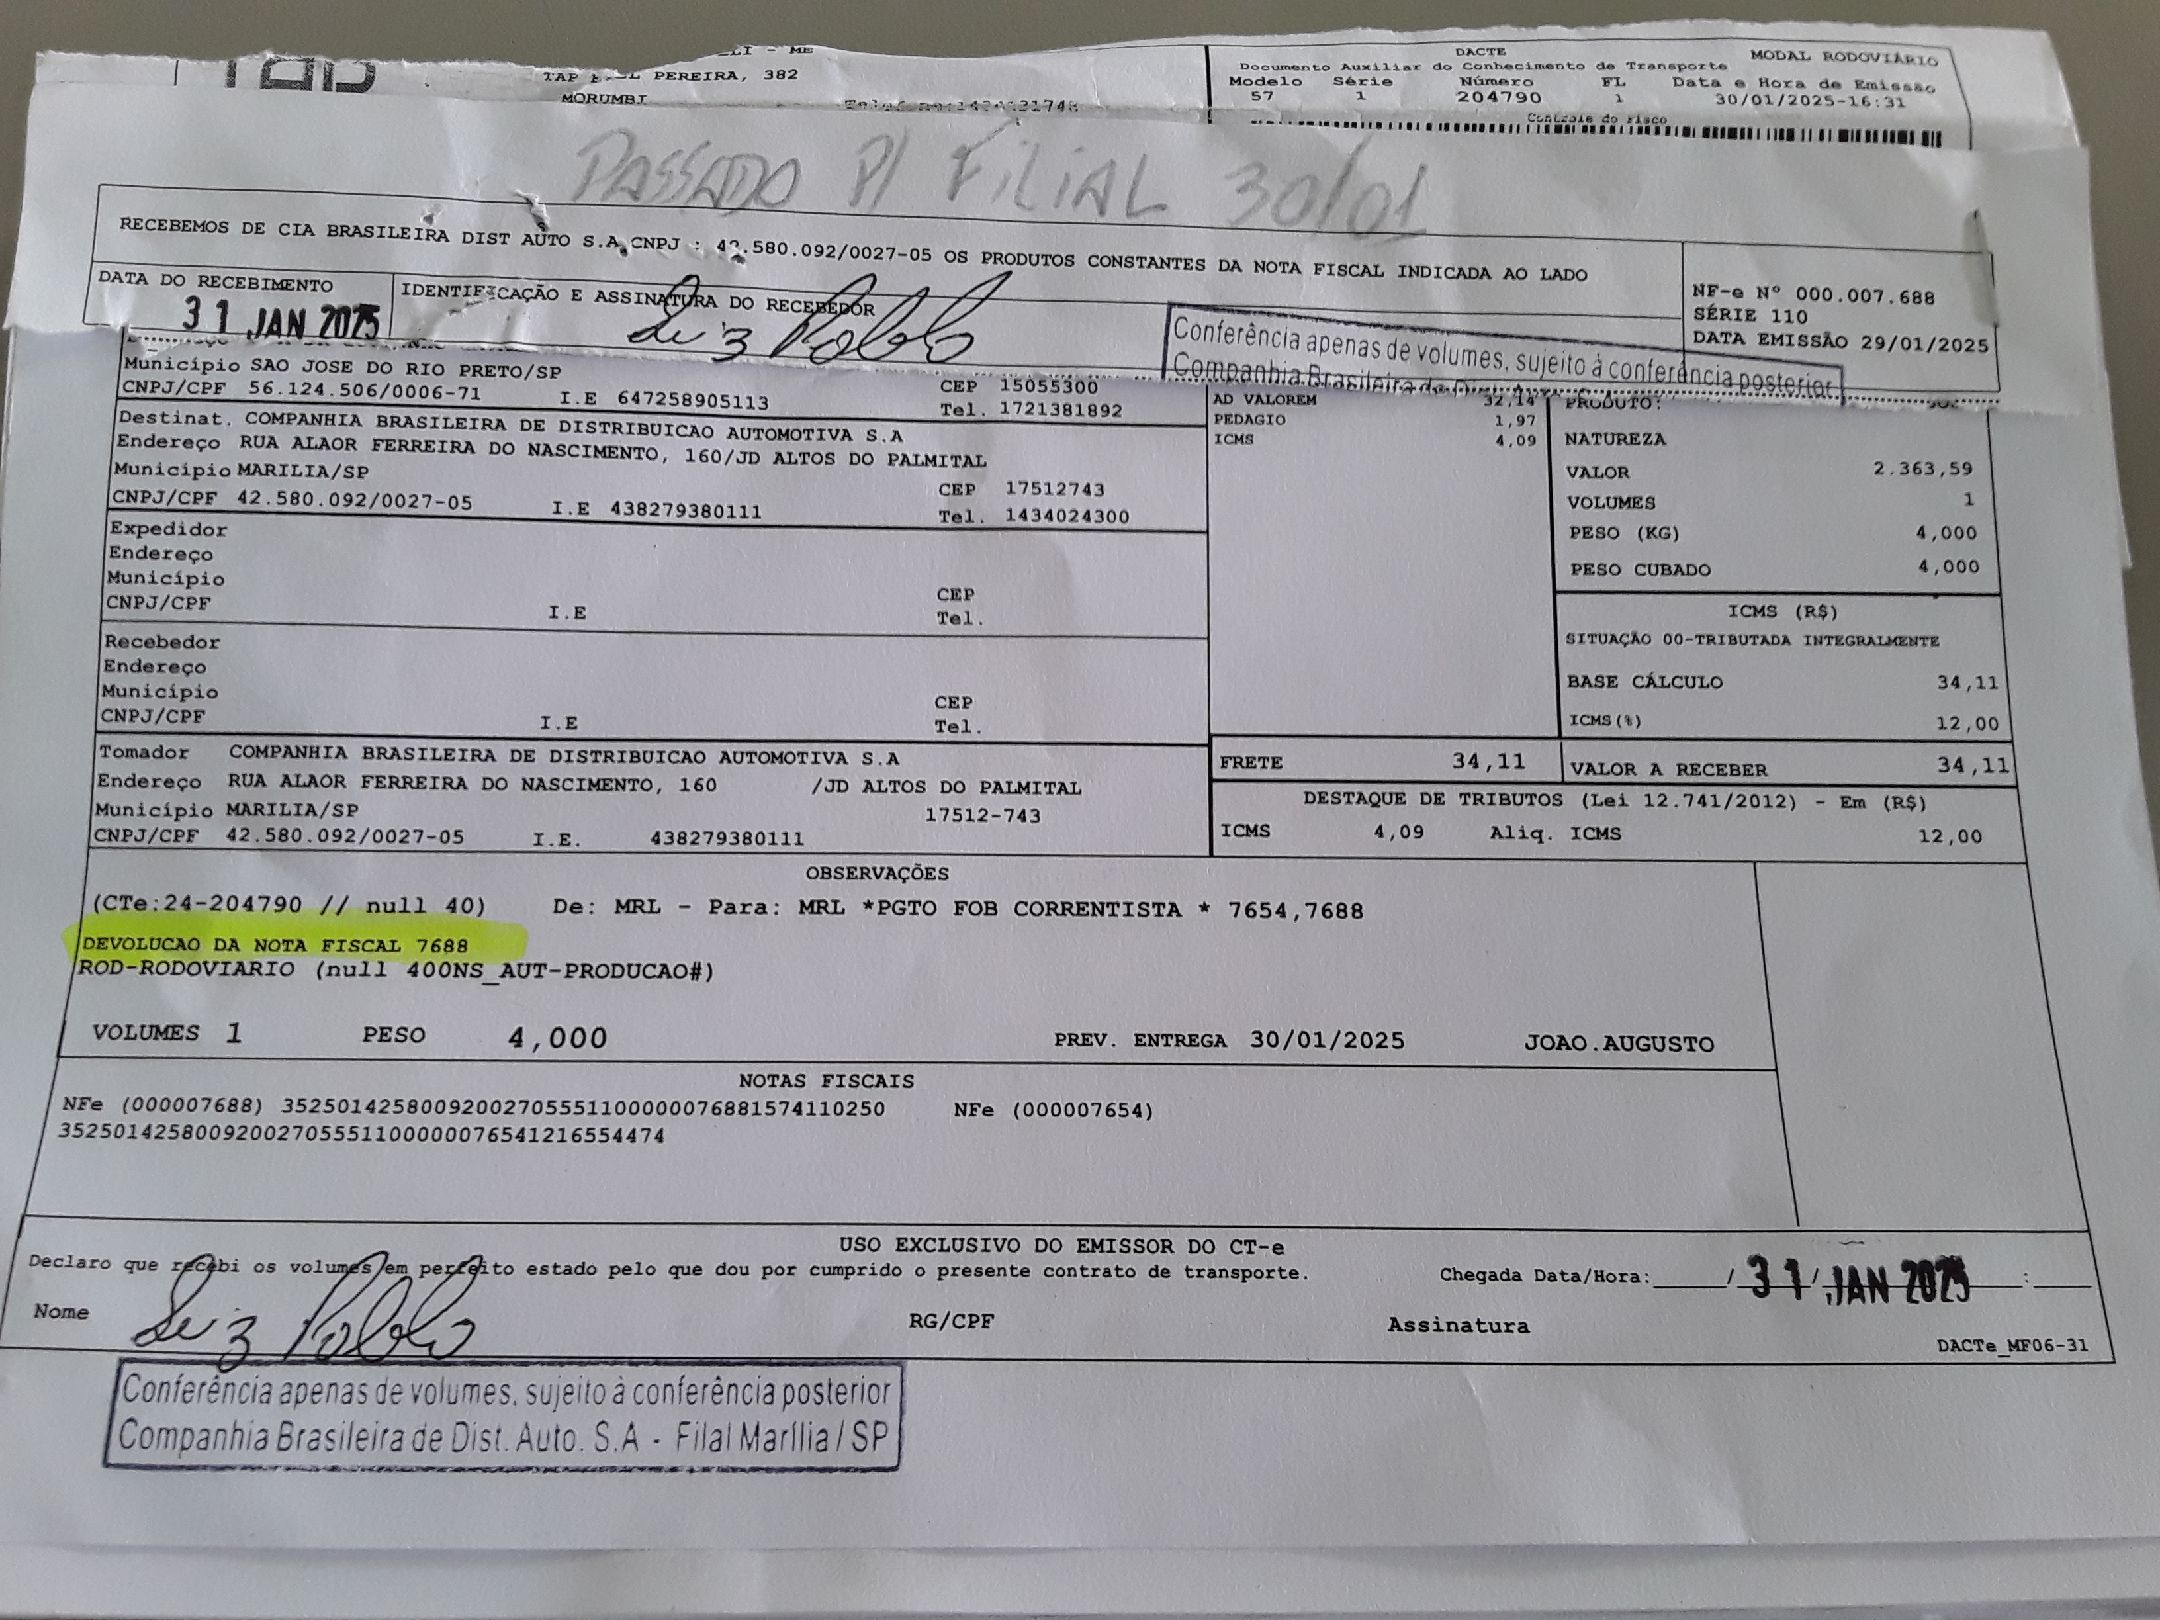 PEREIRA, 382
MORUMBI
DACTE MODAL RODOVIÁRIO
Documento Auxiliar do Conhecimento de Transporte
Modelo Série Número FL Data e Hora de Emissão
57 1 204790 1 30/01/2025-16:31
Controle do Fisco
PASSADO P/ FILIAL 30/01
RECEBEMOS DE CIA BRASILEIRA DIST AUTO S.A CNPJ : 42.580.092/0027-05 OS PRODUTOS CONSTANTES DA NOTA FISCAL INDICADA AO LADO
DATA DO RECEBIMENTO
31 JAN 2025
IDENTIFICAÇÃO E ASSINATURA DO RECEBEDOR
Luiz Pablo
NF-e Nº 000.007.688
SÉRIE 110
DATA EMISSÃO 29/01/2025
Conferência apenas de volumes, sujeito à conferência posterior
Companhia Brasileira de Dist. Auto
Município SAO JOSE DO RIO PRETO/SP
CNPJ/CPF 56.124.506/0006-71 I.E 647258905113 CEP 15055300
Tel. 1721381892
Destinat. COMPANHIA BRASILEIRA DE DISTRIBUICAO AUTOMOTIVA S.A
Endereço RUA ALAOR FERREIRA DO NASCIMENTO, 160/JD ALTOS DO PALMITAL
Município MARILIA/SP CEP 17512743
CNPJ/CPF 42.580.092/0027-05 I.E 438279380111 Tel. 1434024300
Expedidor
Endereço
Município CEP
CNPJ/CPF I.E Tel.
Recebedor
Endereço
Município CEP
CNPJ/CPF I.E Tel.
Tomador COMPANHIA BRASILEIRA DE DISTRIBUICAO AUTOMOTIVA S.A
Endereço RUA ALAOR FERREIRA DO NASCIMENTO, 160 /JD ALTOS DO PALMITAL
Município MARILIA/SP 17512-743
CNPJ/CPF 42.580.092/0027-05 I.E. 438279380111
AD VALOREM 32,14
PEDAGIO 1,97
ICMS 4,09
PRODUTO:
NATUREZA
VALOR 2.363,59
VOLUMES 1
PESO (KG) 4,000
PESO CUBADO 4,000
ICMS (R$)
SITUAÇÃO 00-TRIBUTADA INTEGRALMENTE
BASE CÁLCULO 34,11
ICMS(%) 12,00
FRETE 34,11 VALOR A RECEBER 34,11
DESTAQUE DE TRIBUTOS (Lei 12.741/2012) - Em (R$)
ICMS 4,09 Aliq. ICMS 12,00
OBSERVAÇÕES
(CTe:24-204790 // null 40) De: MRL - Para: MRL *PGTO FOB CORRENTISTA * 7654,7688
DEVOLUCAO DA NOTA FISCAL 7688
ROD-RODOVIARIO (null 400NS_AUT-PRODUCAO#)
VOLUMES 1 PESO 4,000 PREV. ENTREGA 30/01/2025 JOAO.AUGUSTO
NOTAS FISCAIS
NFe (000007688) 35250142580092002705551100000076881574110250 NFe (000007654)
35250142580092002705551100000076541216554474
USO EXCLUSIVO DO EMISSOR DO CT-e
Declaro que recebi os volumes em perfeito estado pelo que dou por cumprido o presente contrato de transporte. Chegada Data/Hora: / 31 / JAN 2025 :
Nome Luiz Pablo RG/CPF Assinatura
DACTe_MF06-31
Conferência apenas de volumes, sujeito à conferência posterior
Companhia Brasileira de Dist. Auto. S.A - Filal Marília / SP